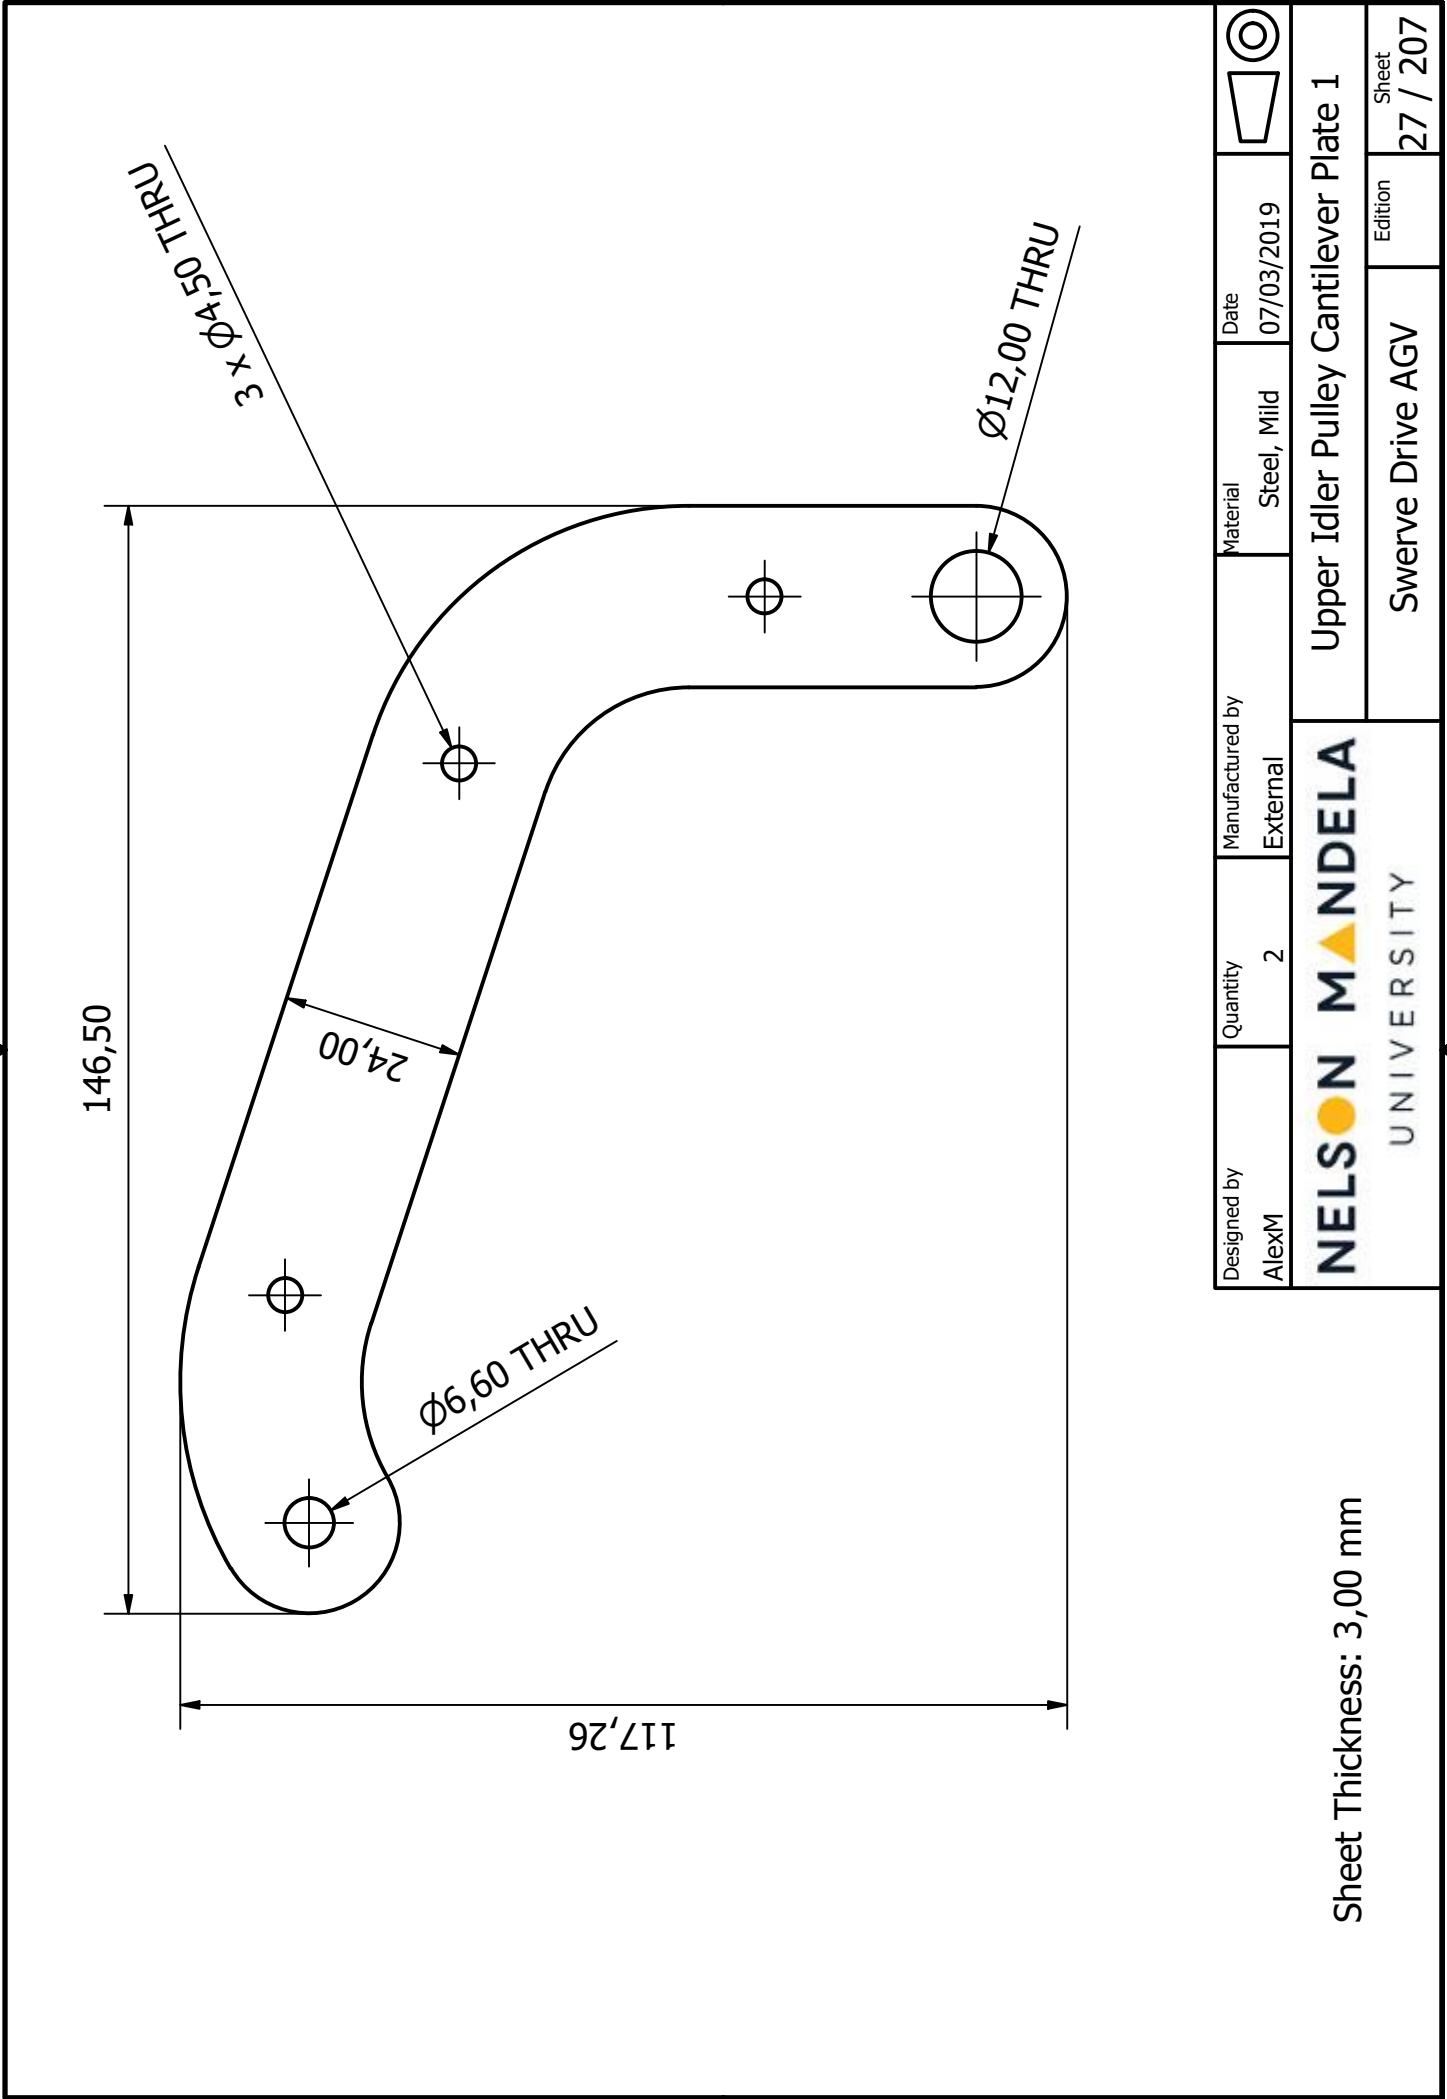 146,50
3 x Ø4,50 THRU
24,00
Ø6,60 THRU
Ø12,00 THRU
117,26
Sheet Thickness: 3,00 mm
Designed by
AlexM
Quantity
2
Manufactured by
External
Material
Steel, Mild
Date
07/03/2019
NELSON MANDELA
UNIVERSITY
Upper Idler Pulley Cantilever Plate 1
Swerve Drive AGV
Edition
Sheet
27 / 207